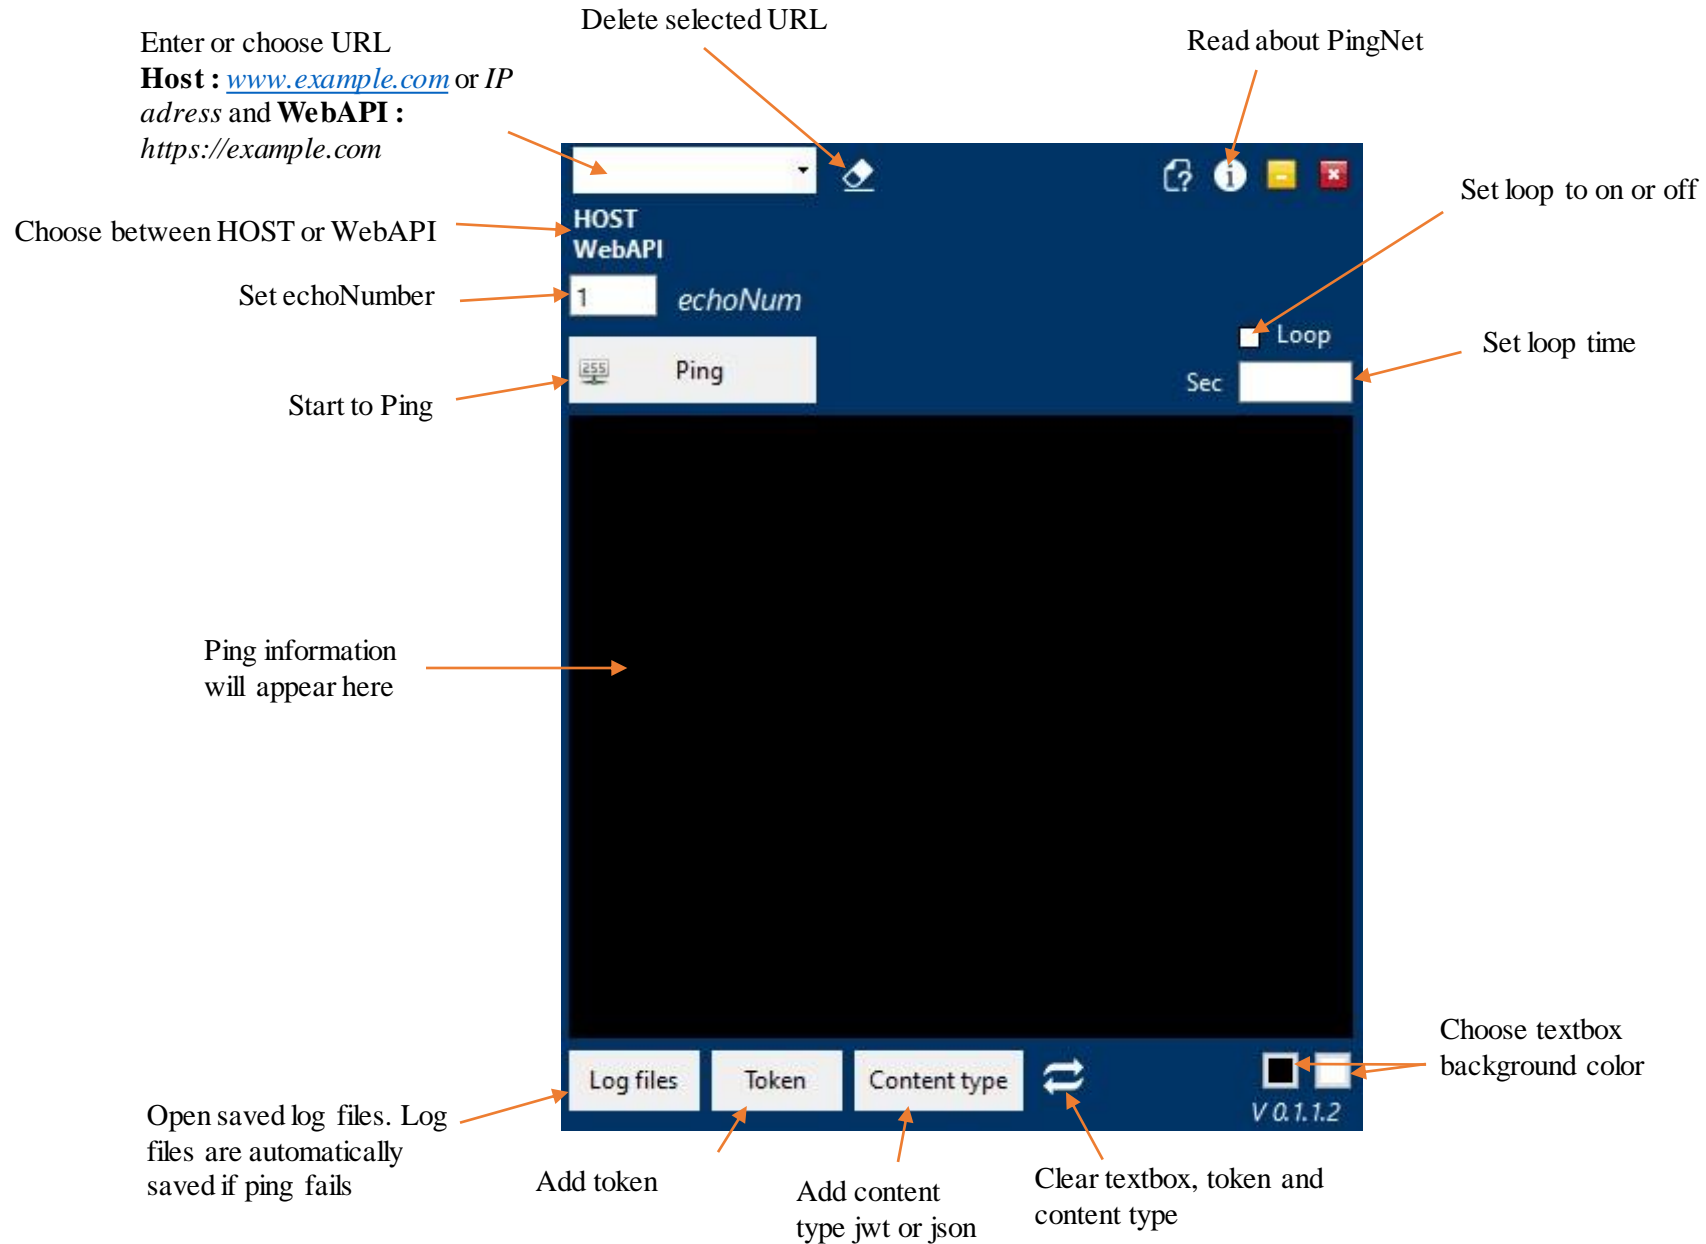 Delete selected URL
Enter or choose URL
Host : www.example.com or IP
adress and WebAPI :
https://example.com
Read about PingNet
Set loop to on or off
Choose between HOST or WebAPI
HOST
WebAPI
Set echoNumber
1
echoNum
Loop
Set loop time
255
Ping
Sec
Start to Ping
Ping information
will appear here
Choose textbox
background color
Log files
Token
Content type
V 0.1.1.2
Open saved log files. Log
files are automatically
saved if ping fails
Add token
Add content
type jwt or json
Clear textbox, token and
content type